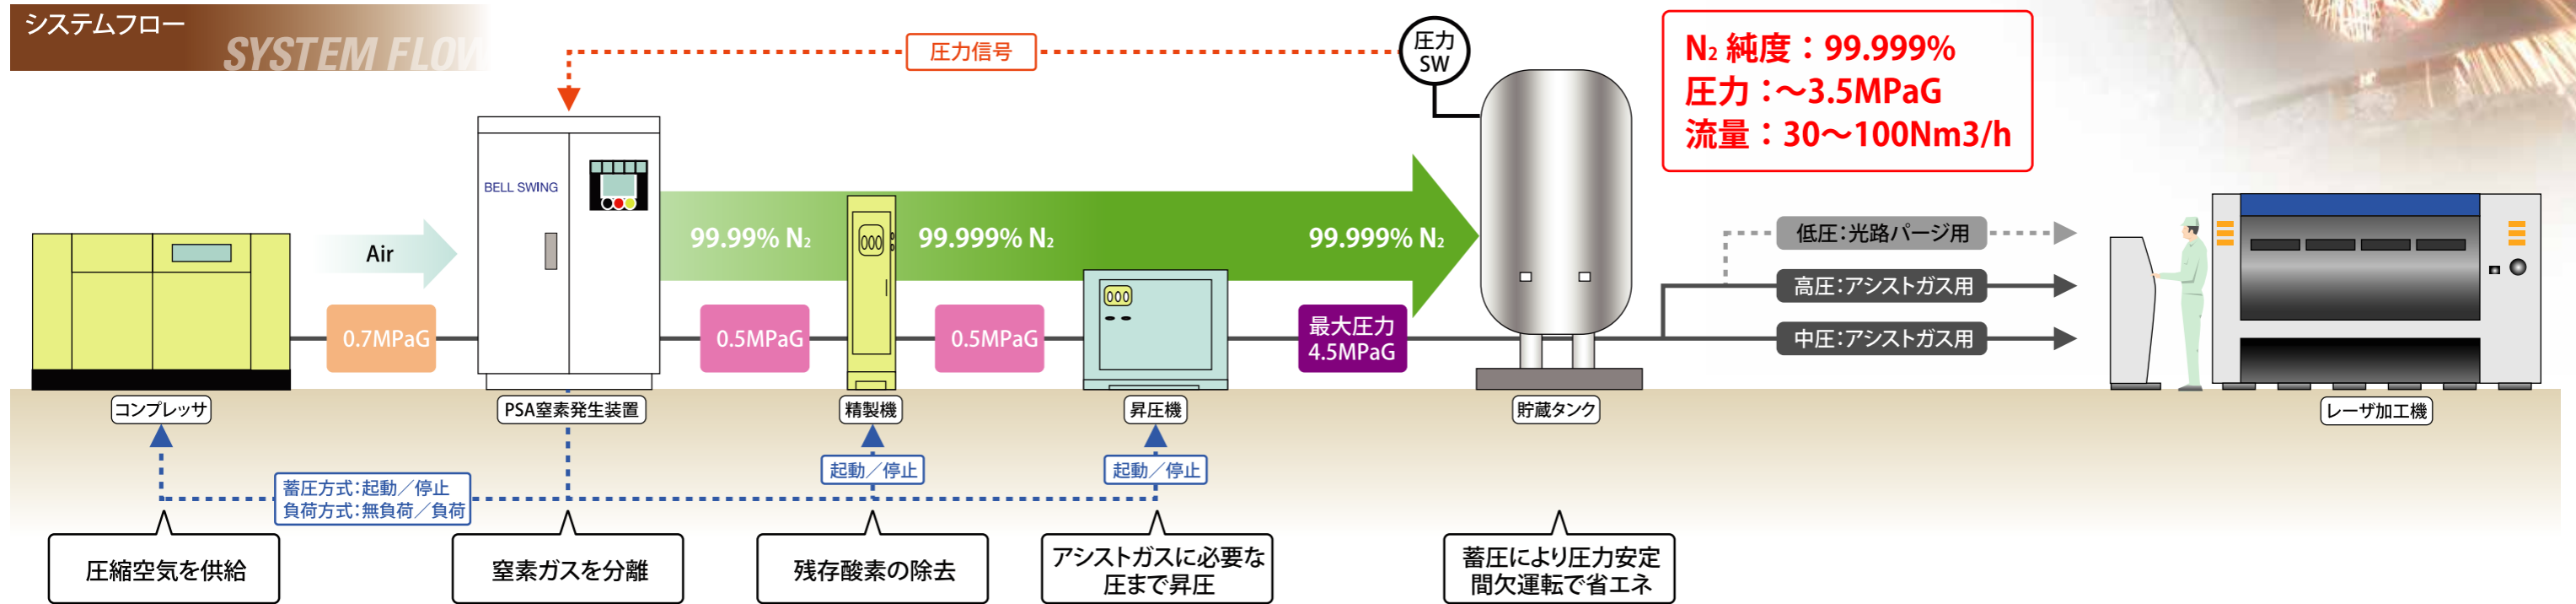 システムフロー
SYSTEM FLOW
圧力信号
圧力
SW
N₂ 純度：99.999%
圧力：～3.5MPaG
流量：30～100Nm3/h
BELL SWING
Air
99.99% N₂
000
99.999% N₂
99.999% N₂
000
低圧：光路パージ用
高圧：アシストガス用
中圧：アシストガス用
0.7MPaG
0.5MPaG
0.5MPaG
最大圧力
4.5MPaG
コンプレッサ
PSA窒素発生装置
精製機
昇圧機
貯蔵タンク
レーザ加工機
蓄圧方式：起動／停止
負荷方式：無負荷／負荷
起動／停止
起動／停止
圧縮空気を供給
窒素ガスを分離
残存酸素の除去
アシストガスに必要な
圧まで昇圧
蓄圧により圧力安定
間欠運転で省エネ